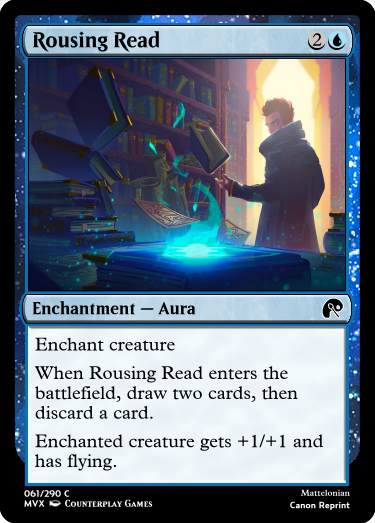 Rousing Read 2
Enchantment — Aura
Enchant creature
When Rousing Read enters the
battlefield, draw two cards, then
discard a card.
Enchanted creature gets +1/+1 and
has flying.
061/290 C
MVX Counterplay Games
Mattelonian
Canon Reprint